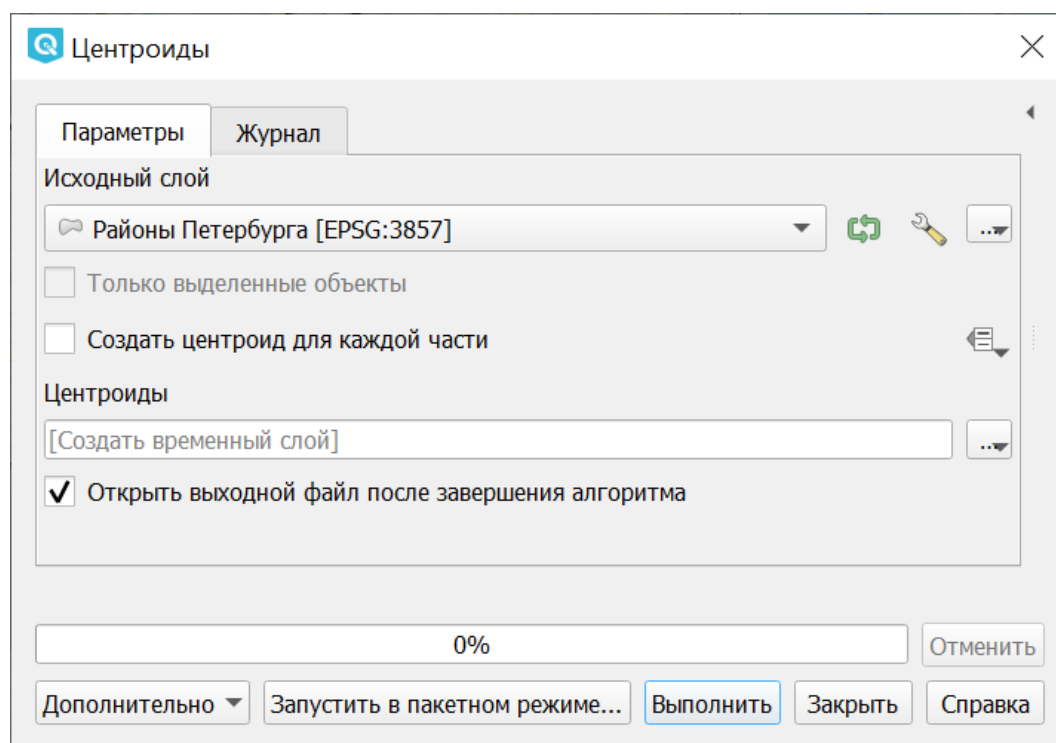 Центроиды
Параметры Журнал
Исходный слой
Районы Петербурга [EPSG:3857]
...
Только выделенные объекты
Создать центроид для каждой части
Центроиды
[Создать временный слой]
...
Открыть выходной файл после завершения алгоритма
0% Отменить
Дополнительно Запустить в пакетном режиме... Выполнить Закрыть Справка